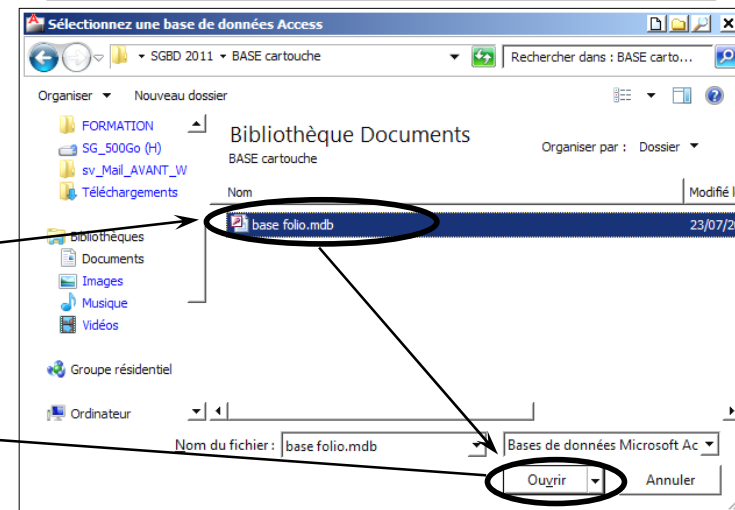 Sélectionnez une base de données Access
SGBD 2011 BASE cartouche
Rechercher dans : BASE carto...
Organiser Nouveau dossier
FORMATION
SG_500Go (H)
sv_Mail_AVANT_W
Téléchargements
Bibliothèques
Documents
Images
Musique
Vidéos
Groupe résidentiel
Ordinateur
Bibliothèque Documents
BASE cartouche
Organiser par : Dossier
Nom Modifié l
base folio.mdb 23/07/20
Nom du fichier : base folio.mdb
Bases de données Microsoft Ac
Ouvrir Annuler